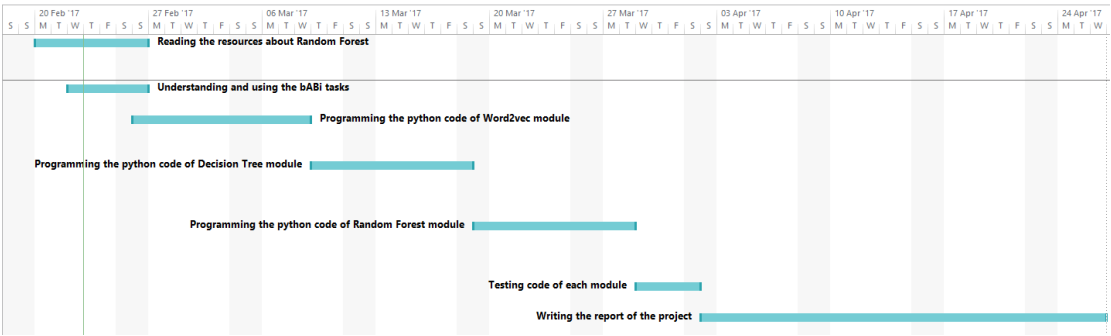 20 Feb '17 27 Feb '17 06 Mar '17 13 Mar '17 20 Mar '17 27 Mar '17 03 Apr '17 10 Apr '17 17 Apr '17 24 Apr '17
S S M T W T F S S M T W T F S S M T W T F S S M T W T F S S M T W T F S S M T W T F S S M T W T F S S M T W T F S S M T W T F S S M T W
Reading the resources about Random Forest
Understanding and using the bABi tasks
Programming the python code of Word2vec module
Programming the python code of Decision Tree module
Programming the python code of Random Forest module
Testing code of each module
Writing the report of the project